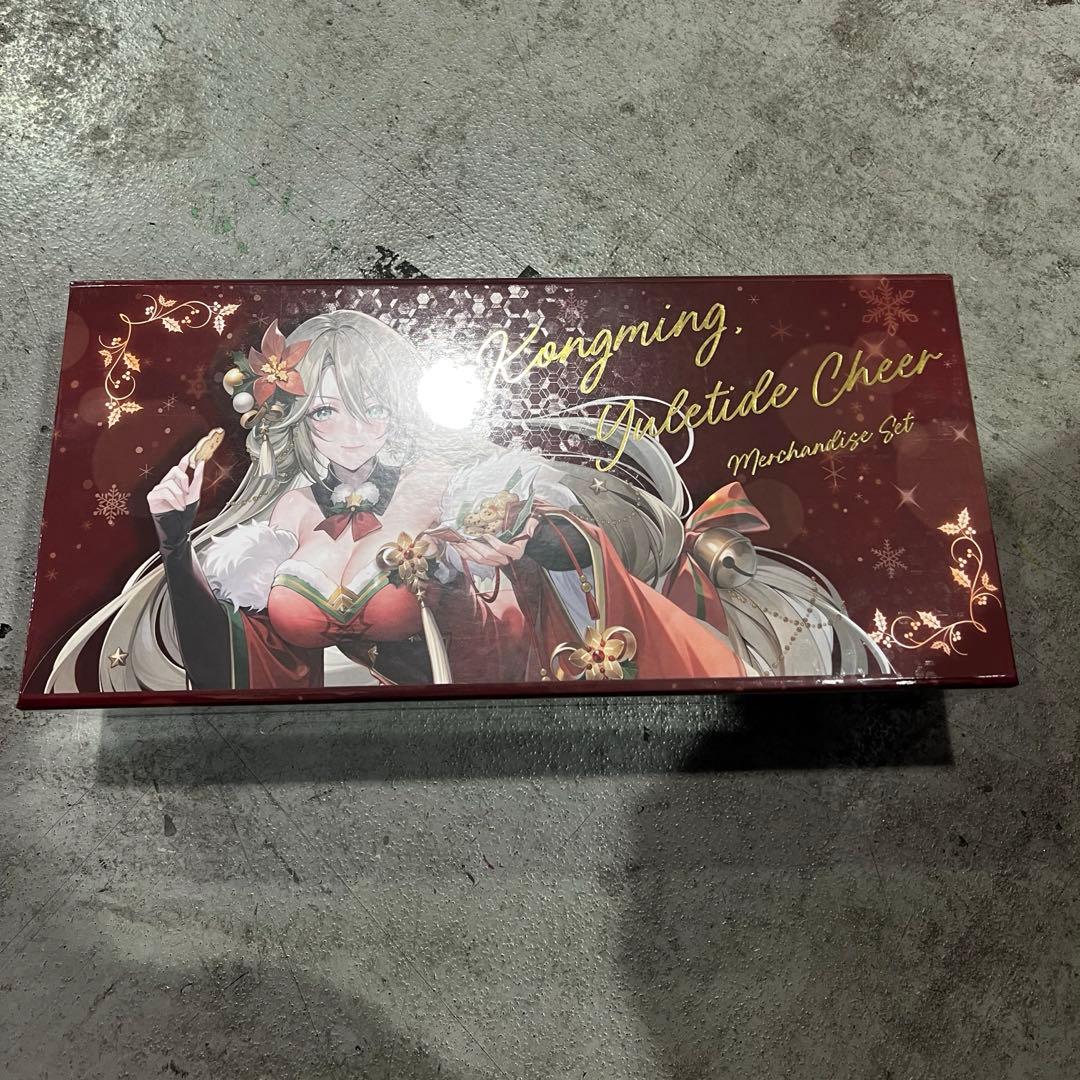 Kongming,
Yuletide Cheer
Merchandise Set